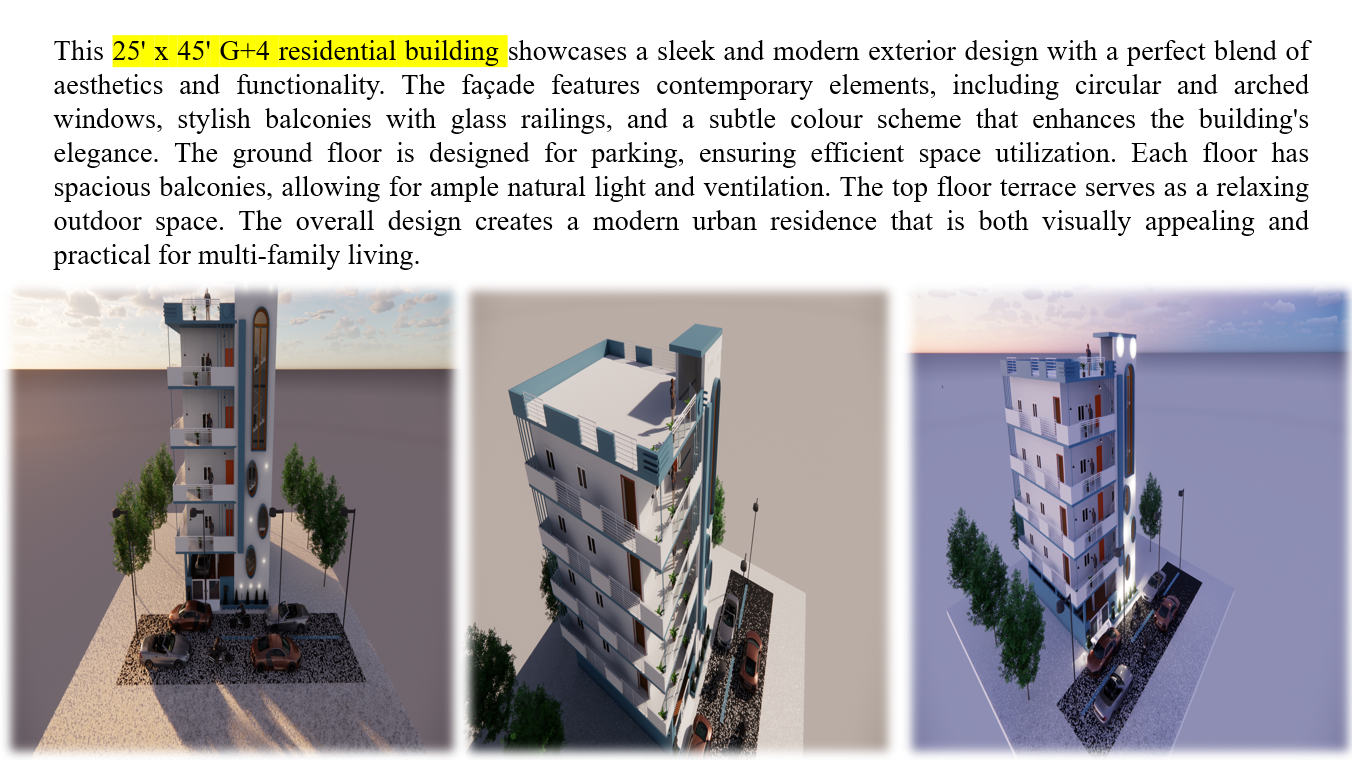 This 25' x 45' G+4 residential building showcases a sleek and modern exterior design with a perfect blend of
aesthetics and functionality. The façade features contemporary elements, including circular and arched
windows, stylish balconies with glass railings, and a subtle colour scheme that enhances the building's
elegance. The ground floor is designed for parking, ensuring efficient space utilization. Each floor has
spacious balconies, allowing for ample natural light and ventilation. The top floor terrace serves as a relaxing
outdoor space. The overall design creates a modern urban residence that is both visually appealing and
practical for multi-family living.